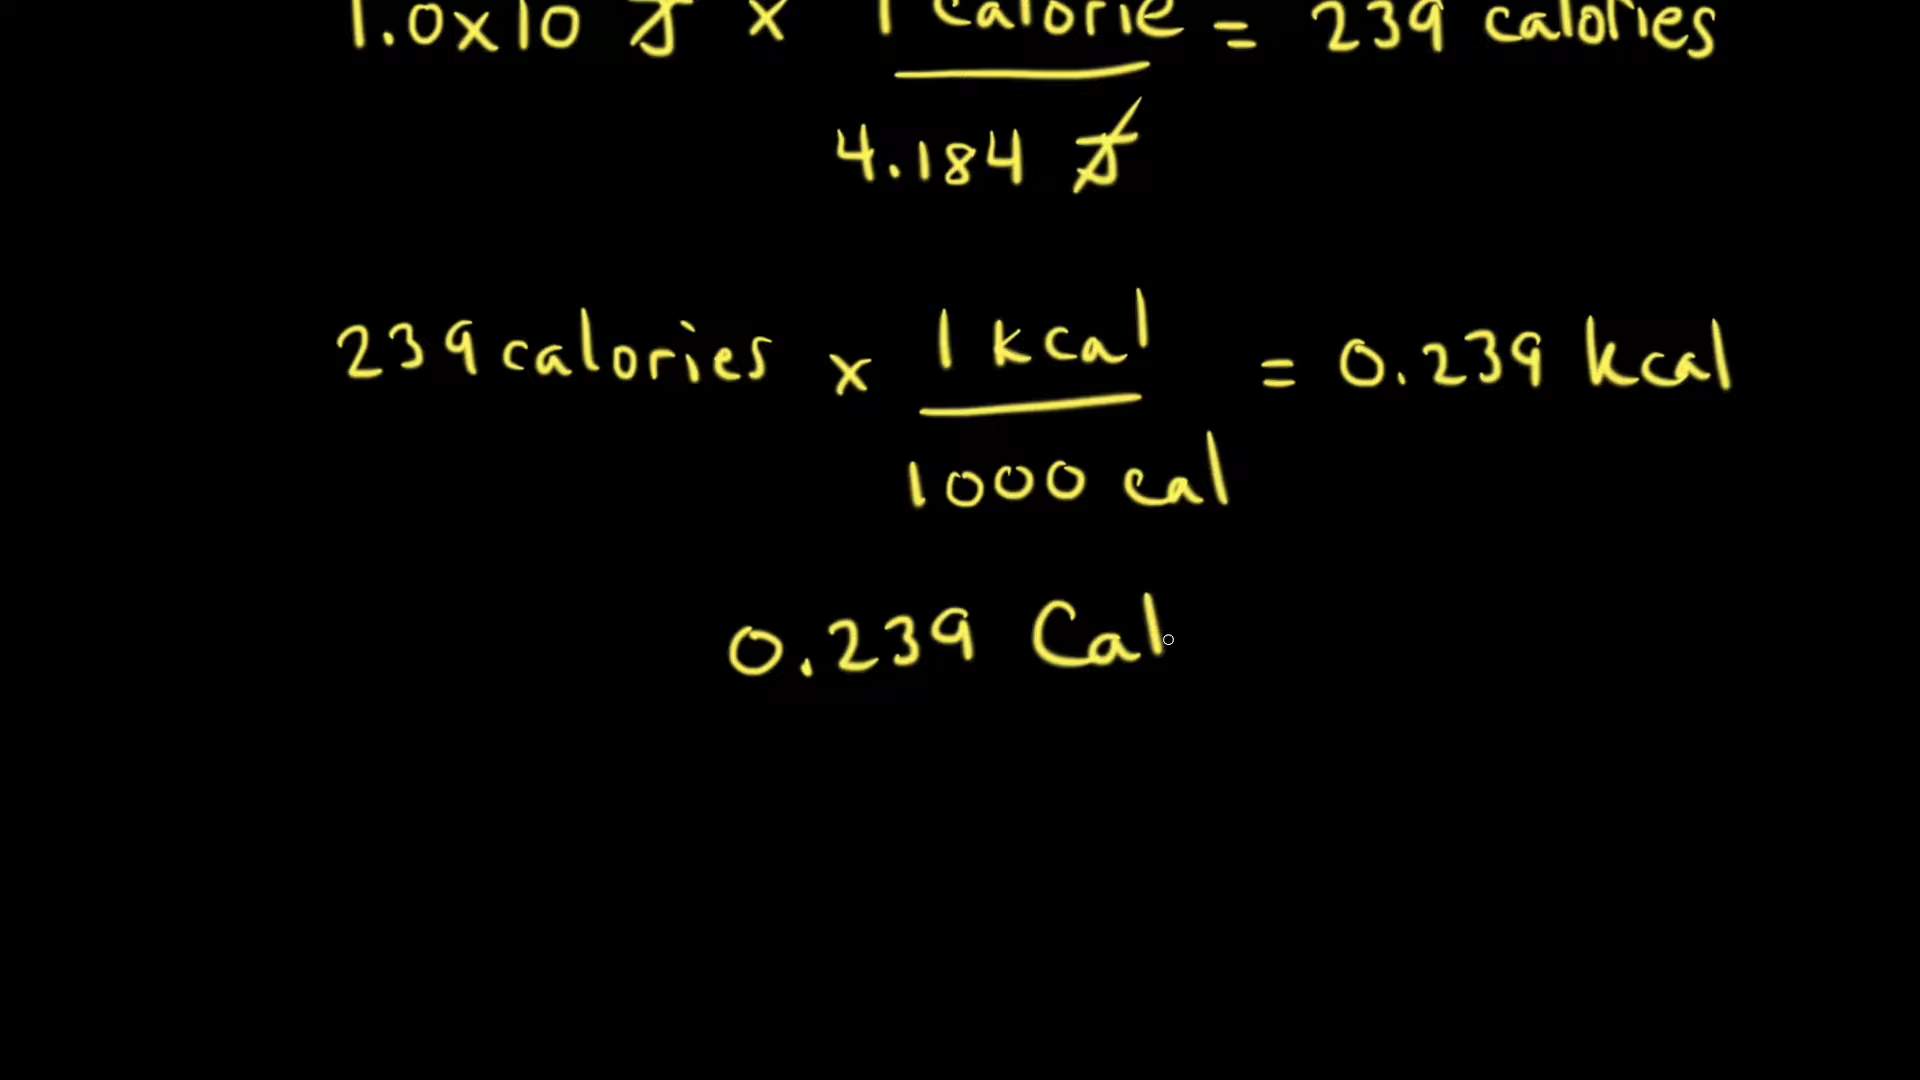 1.0x10 J x 1 calorie = 239 calories
4.184 J
239 calories x 1 kcal = 0.239 kcal
1000 cal
0.239 Cal